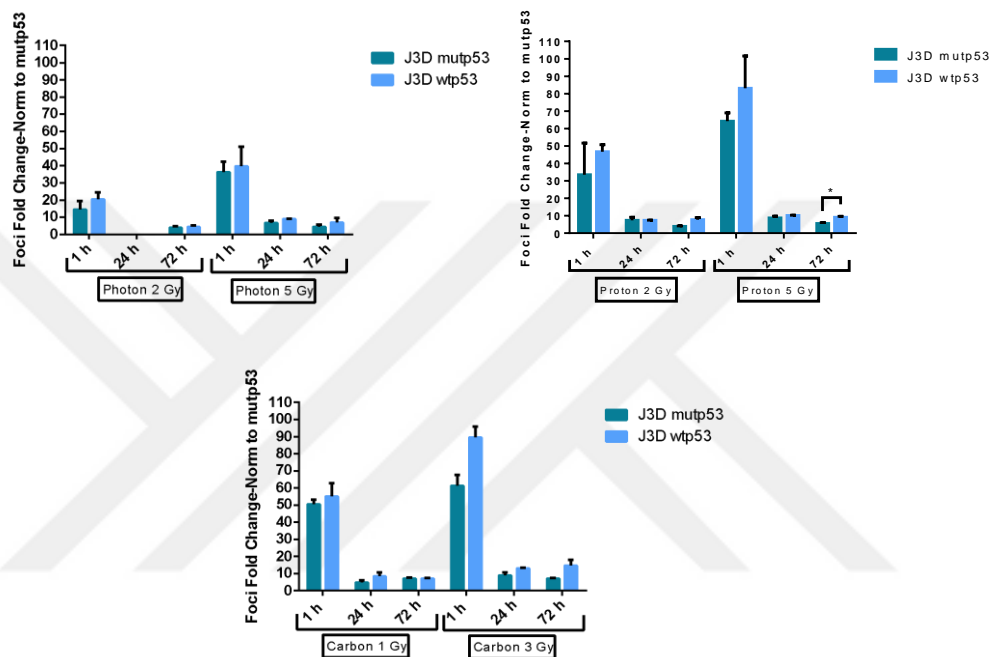 Foci Fold Change-Norm to mutp53
110
100
90
80
70
60
50
40
30
20
10
0
J3D mutp53
J3D wtp53
1 h
24 h
72 h
1 h
24 h
72 h
Photon 2 Gy
Photon 5 Gy
Foci Fold Change-Norm to mutp53
110
100
90
80
70
60
50
40
30
20
10
0
J3D mutp53
J3D wtp53
*
1 h
24 h
72 h
1 h
24 h
72 h
Proton 2 Gy
Proton 5 Gy
Foci Fold Change-Norm to mutp53
110
100
90
80
70
60
50
40
30
20
10
0
J3D mutp53
J3D wtp53
1 h
24 h
72 h
1 h
24 h
72 h
Carbon 1 Gy
Carbon 3 Gy